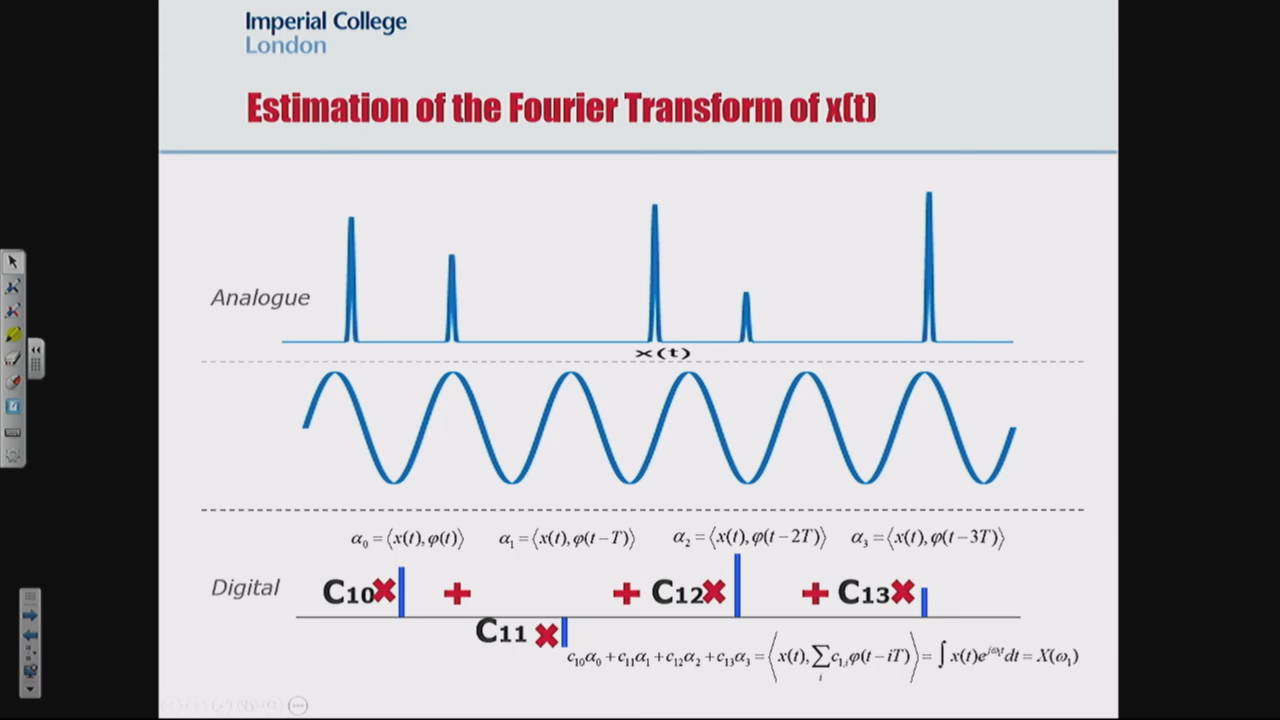 Imperial College
London
Estimation of the Fourier Transform of x(t)
Analogue
x(t)
α₀ = ⟨x(t), φ(t)⟩ α₁ = ⟨x(t), φ(t − T)⟩ α₂ = ⟨x(t), φ(t − 2T)⟩ α₃ = ⟨x(t), φ(t − 3T)⟩
Digital C10× + + C12× + C13×
C11 ×
c₁₀α₀ + c₁₁α₁ + c₁₂α₂ + c₁₃α₃ = ⟨x(t), ∑ᵢ c₁,ᵢφ(t − iT)⟩ = ∫ x(t)e^{jω₁t}dt = X(ω₁)